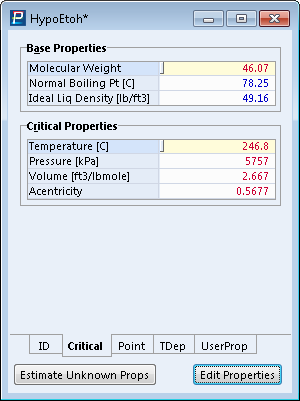 HypoEtoh*
Base Properties
Molecular Weight 46.07
Normal Boiling Pt [C] 78.25
Ideal Liq Density [lb/ft3] 49.16
Critical Properties
Temperature [C] 246.8
Pressure [kPa] 5757
Volume [ft3/lbmole] 2.667
Acentricity 0.5677
ID Critical Point TDep UserProp
Estimate Unknown Props Edit Properties